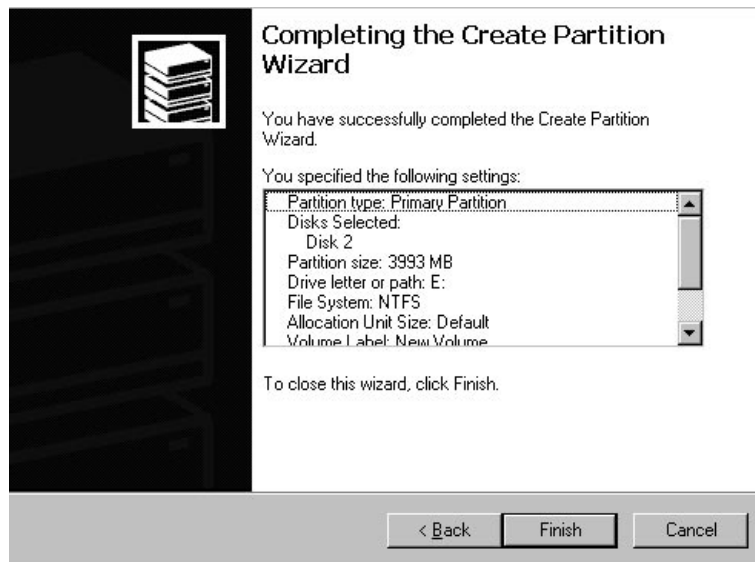 Completing the Create Partition
Wizard
You have successfully completed the Create Partition
Wizard.
You specified the following settings:
Partition type: Primary Partition
Disks Selected:
Disk 2
Partition size: 3993 MB
Drive letter or path: E:
File System: NTFS
Allocation Unit Size: Default
Volume Label: New Volume
To close this wizard, click Finish.
< Back
Finish
Cancel